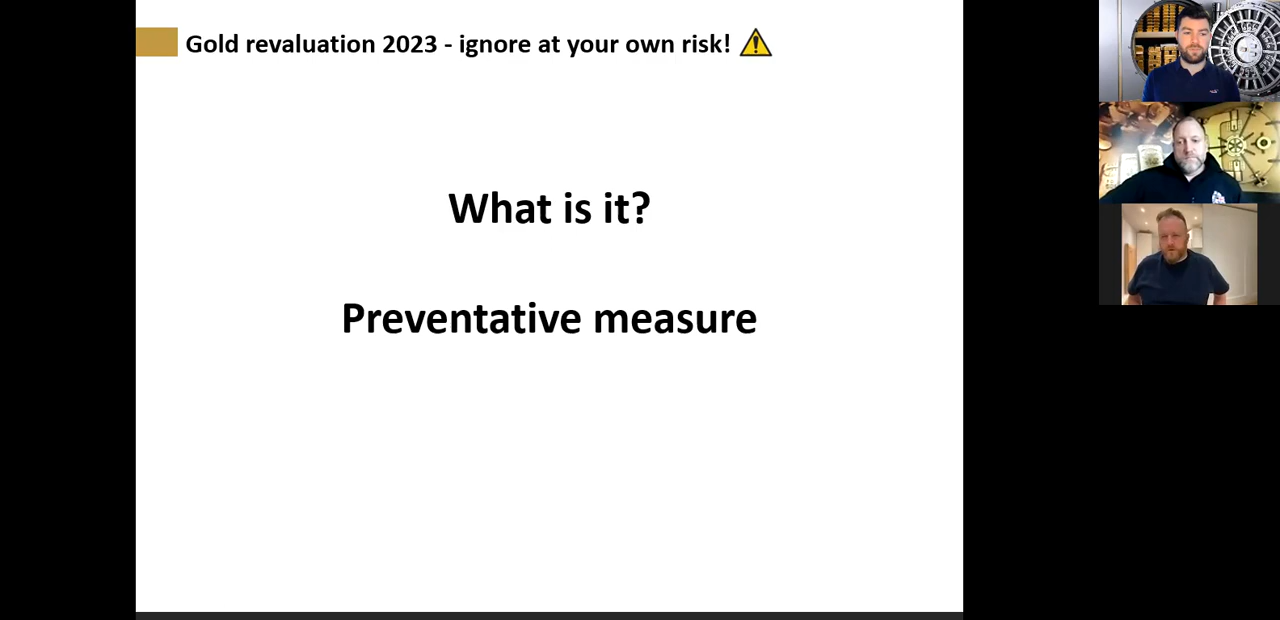 Gold revaluation 2023 - ignore at your own risk! ⚠
What is it?
Preventative measure